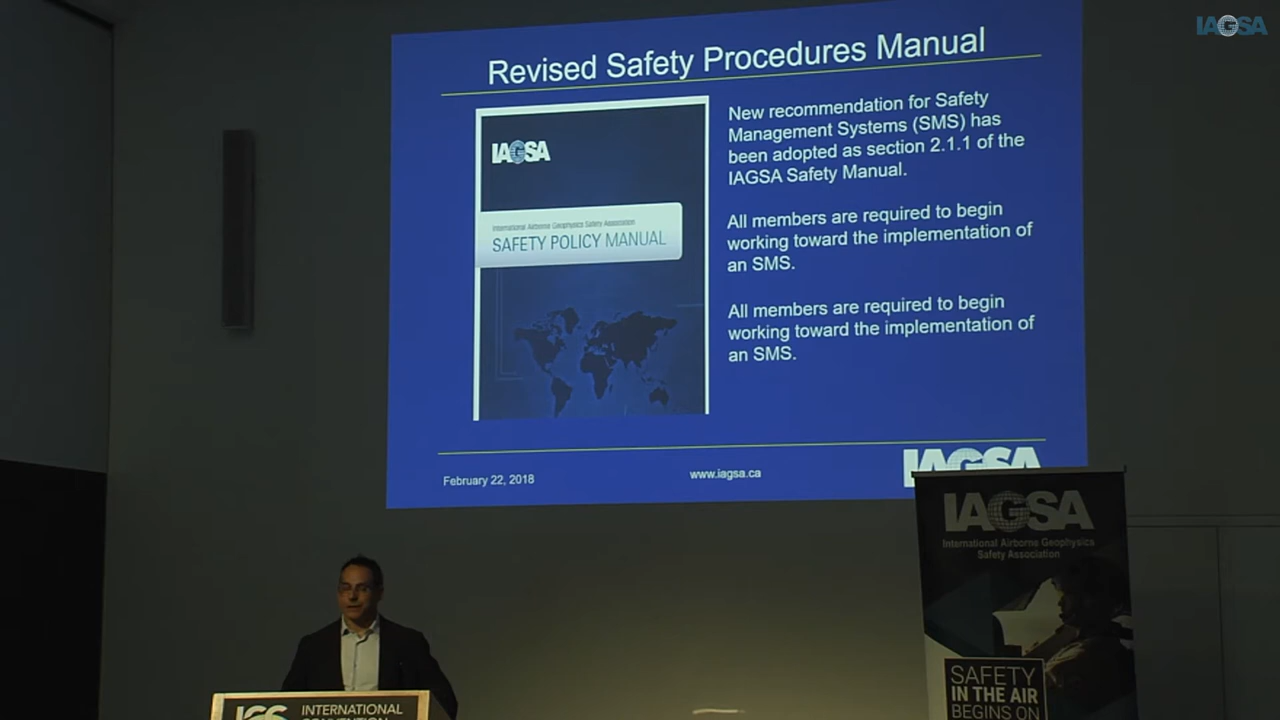 IAGSA
Revised Safety Procedures Manual
IAGSA
International Airborne Geophysics Safety Association
SAFETY POLICY MANUAL
New recommendation for Safety
Management Systems (SMS) has
been adopted as section 2.1.1 of the
IAGSA Safety Manual.
All members are required to begin
working toward the implementation of
an SMS.
All members are required to begin
working toward the implementation of
an SMS.
February 22, 2018
www.iagsa.ca
IAGSA
IAGSA
International Airborne Geophysics
Safety Association
SAFETY
IN THE AIR
BEGINS ON
INTERNATIONAL